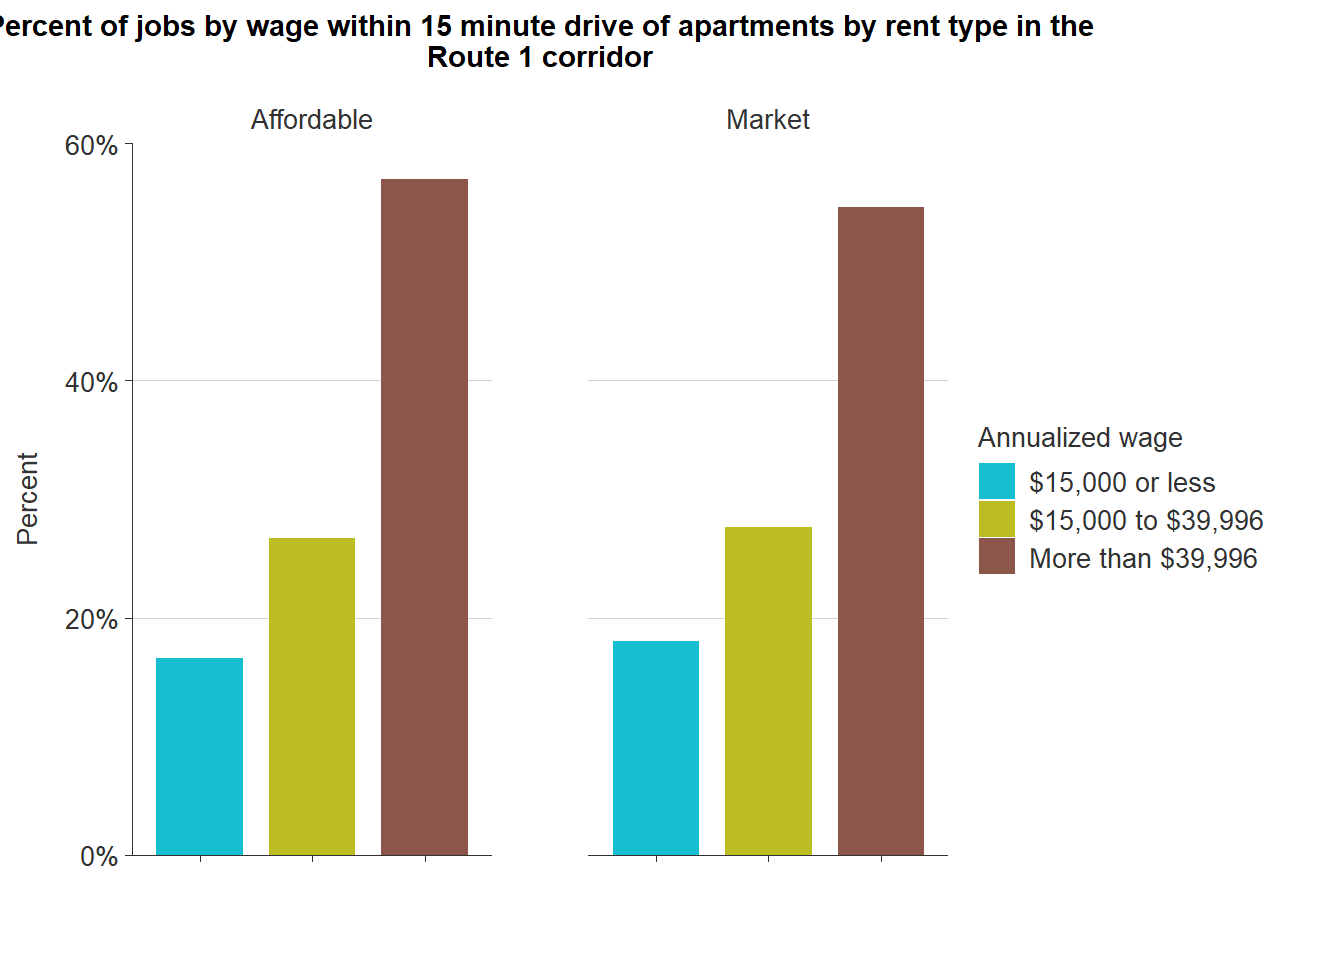 Percent of jobs by wage within 15 minute drive of apartments by rent type in the
Route 1 corridor
Affordable
Market
60%
40%
20%
0%
Percent
Annualized wage
$15,000 or less
$15,000 to $39,996
More than $39,996